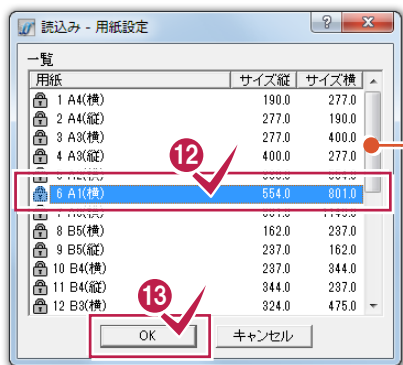 読込み - 用紙設定
一覧
用紙 サイズ縦 サイズ横
1 A4(横) 190.0 277.0
2 A4(縦) 277.0 190.0
3 A3(横) 277.0 400.0
4 A3(縦) 400.0 277.0
12
6 A1(横) 554.0 801.0
8 B5(横) 162.0 237.0
9 B5(縦) 237.0 162.0
10 B4(横) 237.0 344.0
11 B4(縦) 344.0 237.0
12 B3(横) 324.0 475.0
13
OK キャンセル